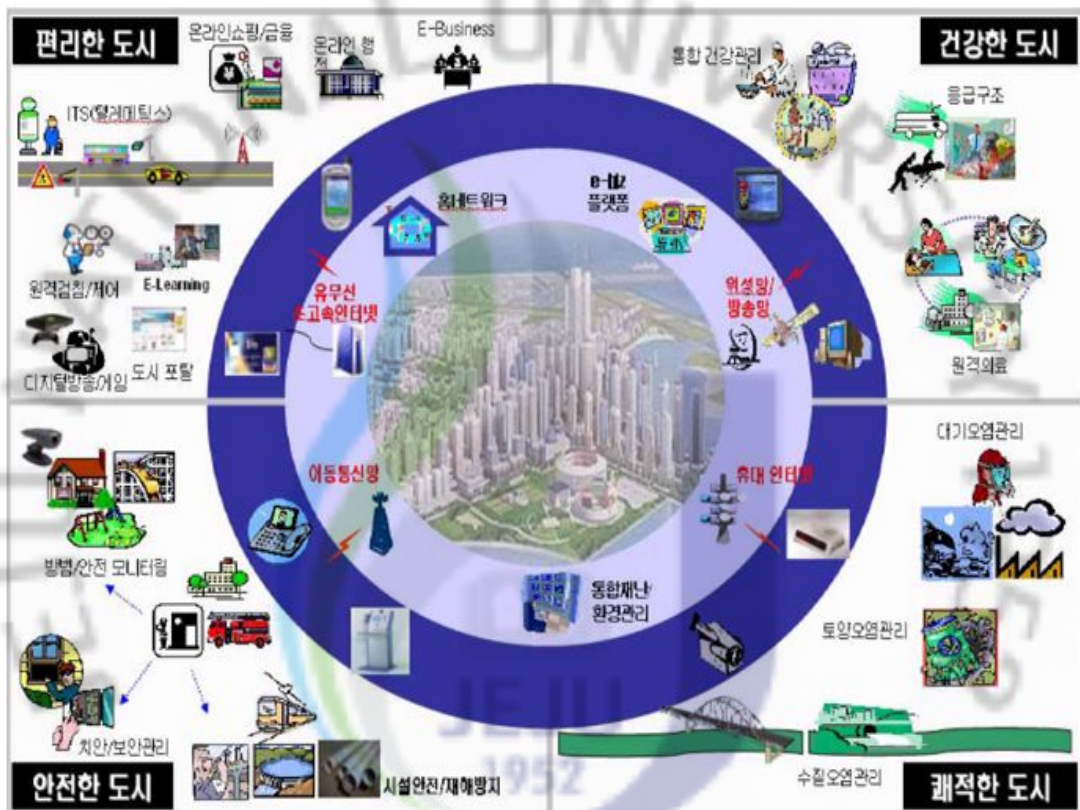 편리한 도시
온라인쇼핑/금융
온라인 행
정
E-Business
ITS(텔레매틱스)
원격검침/제어
E-Learning
디지털방송/게임
도시 포탈
건강한 도시
통합 건강관리
응급구조
원격의료
홈네트워크
e-biz
플랫폼
유무선
초고속인터넷
위성망/
방송망
이동통신망
휴대 인터넷
통합재난/
환경관리
방범/안전 모니터링
치안/보안관리
시설안전/재해방지
안전한 도시
대기오염관리
토양오염관리
수질오염관리
쾌적한 도시
JEJU
1952